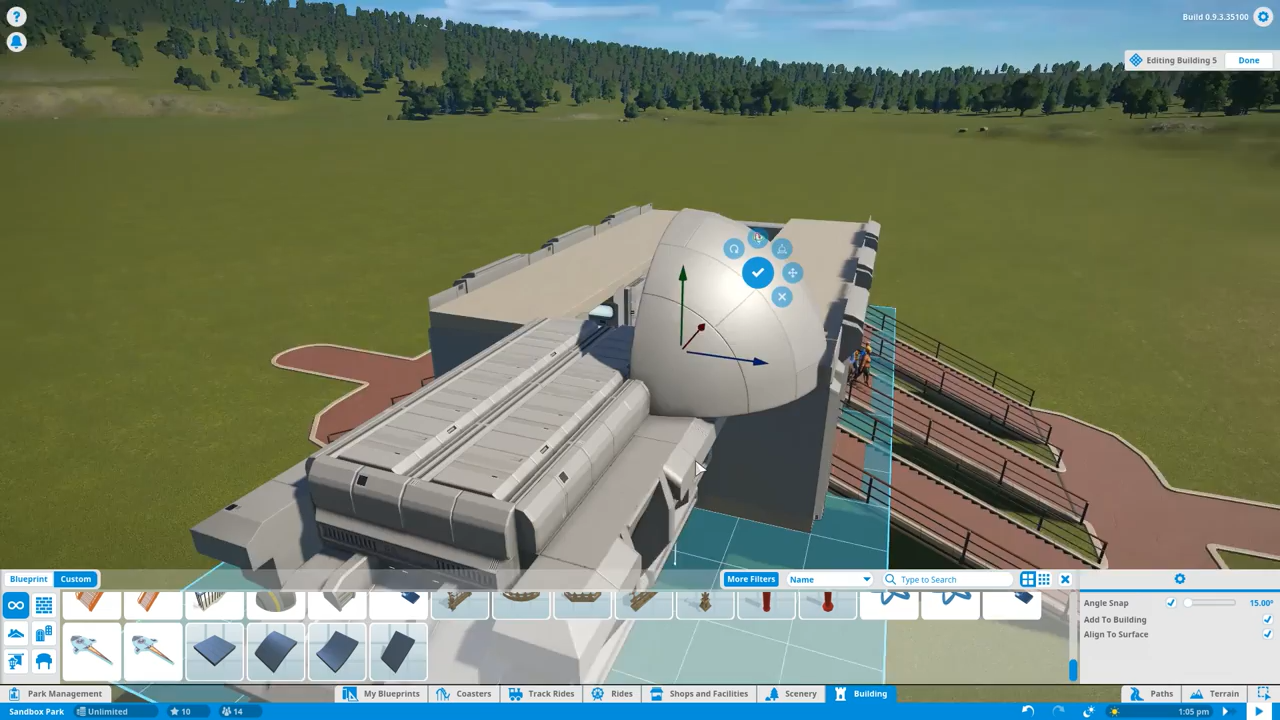 ?
Build 0.9.3.35100
Editing Building 5
Done
Blueprint
Custom
More Filters
Name
Type to Search
Angle Snap
15.00°
Add To Building
Align To Surface
Park Management
My Blueprints
Coasters
Track Rides
Rides
Shops and Facilities
Scenery
Building
Paths
Terrain
Sandbox Park
Unlimited
10
14
1:05 pm